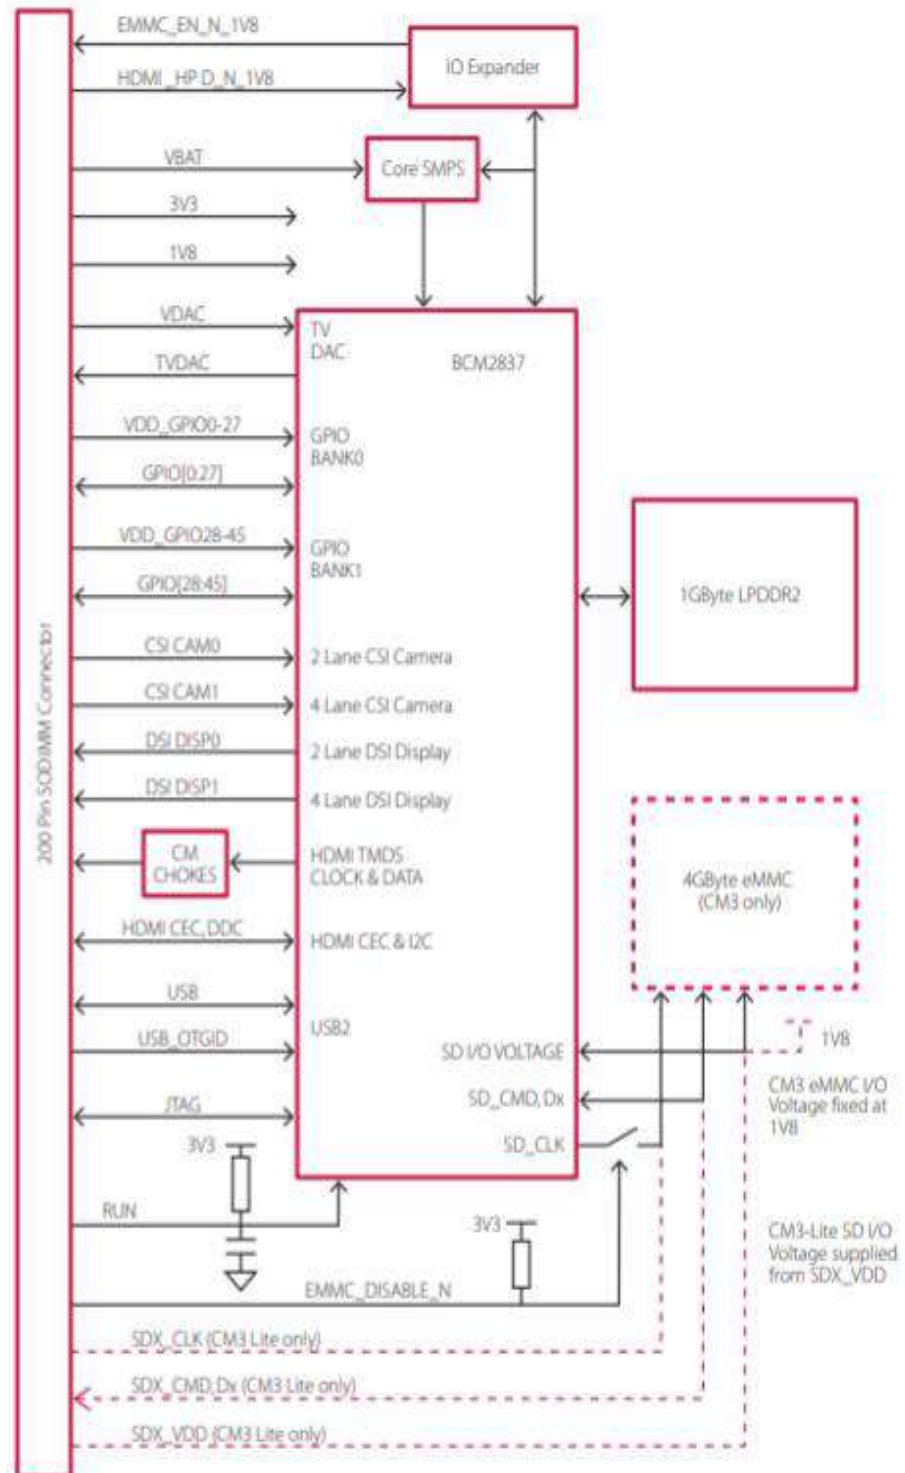 EMMC_EN_N_1V8
IO Expander
HDMI_HP D_N_1V8
VBAT
Core SMPS
3V3
1V8
VDAC
TV
DAC
BCM2837
TVDAC
VDD_GPIO0-27
GPIO
BANK0
GPIO[0:27]
VDD_GPIO28-45
GPIO
BANK1
GPIO[28:45]
1GByte LPDDR2
200 Pin SODIMM Connector
CSI CAM0
2 Lane CSI Camera
CSI CAM1
4 Lane CSI Camera
DSI DISP0
2 Lane DSI Display
DSI DISP1
4 Lane DSI Display
CM
CHOKES
HDMI TMDS
CLOCK & DATA
4GByte eMMC
(CM3 only)
HDMI CEC, DDC
HDMI CEC & I2C
USB
USB2
USB_OTGID
SD I/O VOLTAGE
1V8
JTAG
SD_CMD, Dx
CM3 eMMC I/O
Voltage fixed at
1V8
SD_CLK
3V3
RUN
3V3
CM3-Lite SD I/O
Voltage supplied
from SDX_VDD
EMMC_DISABLE_N
SDX_CLK (CM3 Lite only)
SDX_CMD, Dx (CM3 Lite only)
SDX_VDD (CM3 Lite only)